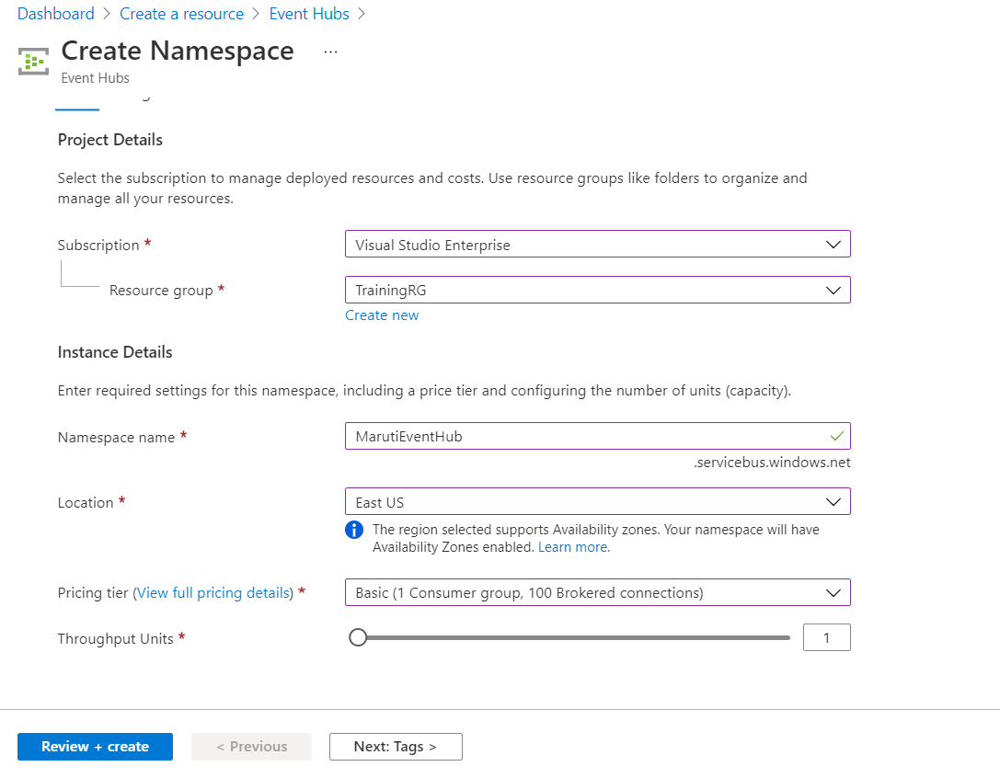 Dashboard > Create a resource > Event Hubs >
Create Namespace ...
Event Hubs
Project Details
Select the subscription to manage deployed resources and costs. Use resource groups like folders to organize and
manage all your resources.
Subscription * Visual Studio Enterprise
Resource group * TrainingRG
Create new
Instance Details
Enter required settings for this namespace, including a price tier and configuring the number of units (capacity).
Namespace name * MarutiEventHub
.servicebus.windows.net
Location * East US
The region selected supports Availability zones. Your namespace will have
Availability Zones enabled. Learn more.
Pricing tier (View full pricing details) * Basic (1 Consumer group, 100 Brokered connections)
Throughput Units * 1
Review + create < Previous Next: Tags >